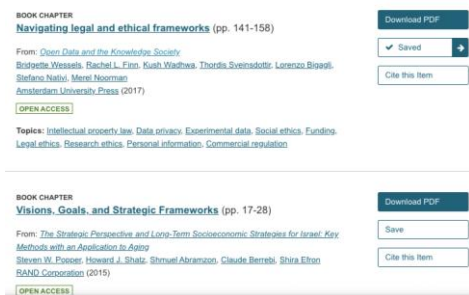 BOOK CHAPTER
Navigating legal and ethical frameworks (pp. 141-158)
From: Open Data and the Knowledge Society
Bridgette Wessels, Rachel L. Finn, Kush Wadhwa, Thordis Sveinsdottir, Lorenzo Bigagli,
Stefano Nativi, Merel Noorman
Amsterdam University Press (2017)
OPEN ACCESS
Topics: Intellectual property law, Data privacy, Experimental data, Social ethics, Funding,
Legal ethics, Research ethics, Personal information, Commercial regulation
Download PDF
Saved
Cite this Item
BOOK CHAPTER
Visions, Goals, and Strategic Frameworks (pp. 17-28)
From: The Strategic Perspective and Long-Term Socioeconomic Strategies for Israel: Key
Methods with an Application to Aging
Steven W. Popper, Howard J. Shatz, Shmuel Abramzon, Claude Berrebi, Shira Efron
RAND Corporation (2015)
OPEN ACCESS
Download PDF
Save
Cite this Item